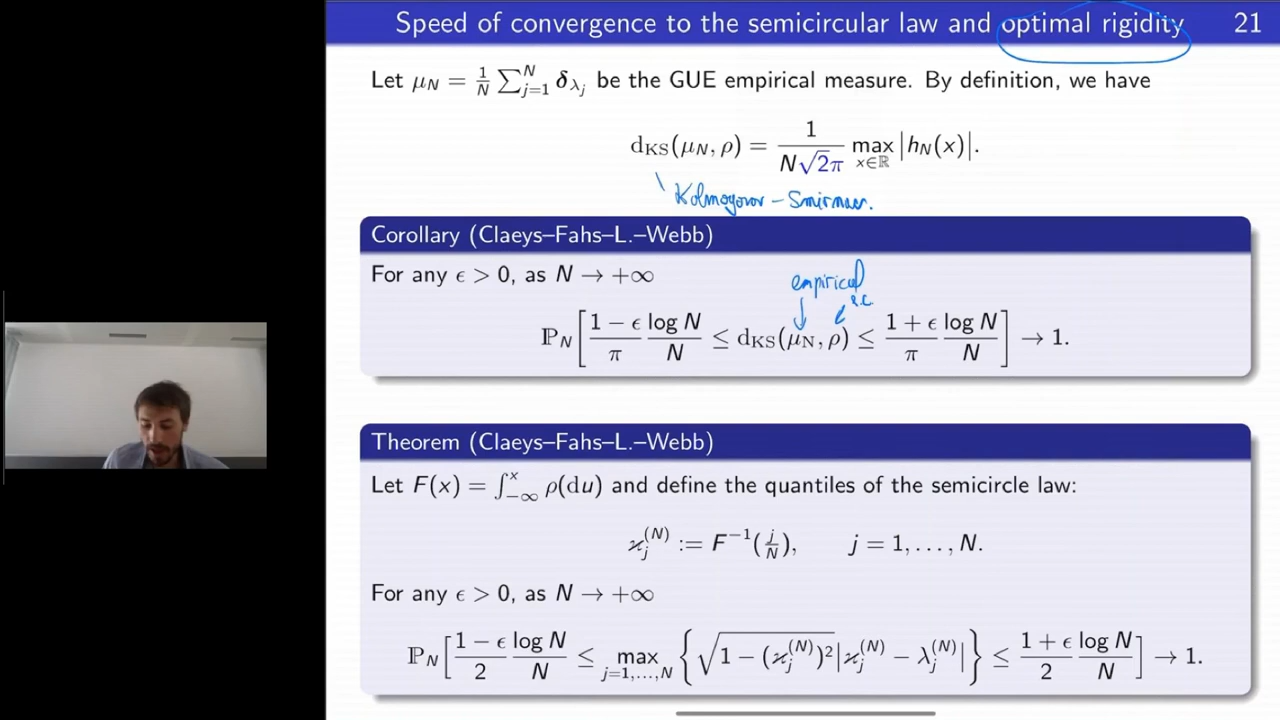 Speed of convergence to the semicircular law and optimal rigidity 21
Let μ_N = 1/N ∑_{j=1}^N δ_{λ_j} be the GUE empirical measure. By definition, we have
d_KS(μ_N, ρ) = 1/(N√2π) max_{x∈ℝ} |h_N(x)|.
Kolmogorov - Smirnov.
Corollary (Claeys–Fahs–L.–Webb)
For any ϵ > 0, as N → +∞
empirical
s.c.
ℙ_N[ (1 − ϵ)/π log N/N ≤ d_KS(μ_N, ρ) ≤ (1 + ϵ)/π log N/N ] → 1.
Theorem (Claeys–Fahs–L.–Webb)
Let F(x) = ∫_{−∞}^x ρ(du) and define the quantiles of the semicircle law:
ϰ_j^{(N)} := F^{−1}(j/N), j = 1, . . . , N.
For any ϵ > 0, as N → +∞
ℙ_N[ (1 − ϵ)/2 log N/N ≤ max_{j=1,...,N} { √(1 − (ϰ_j^{(N)})²) |ϰ_j^{(N)} − λ_j^{(N)}| } ≤ (1 + ϵ)/2 log N/N ] → 1.